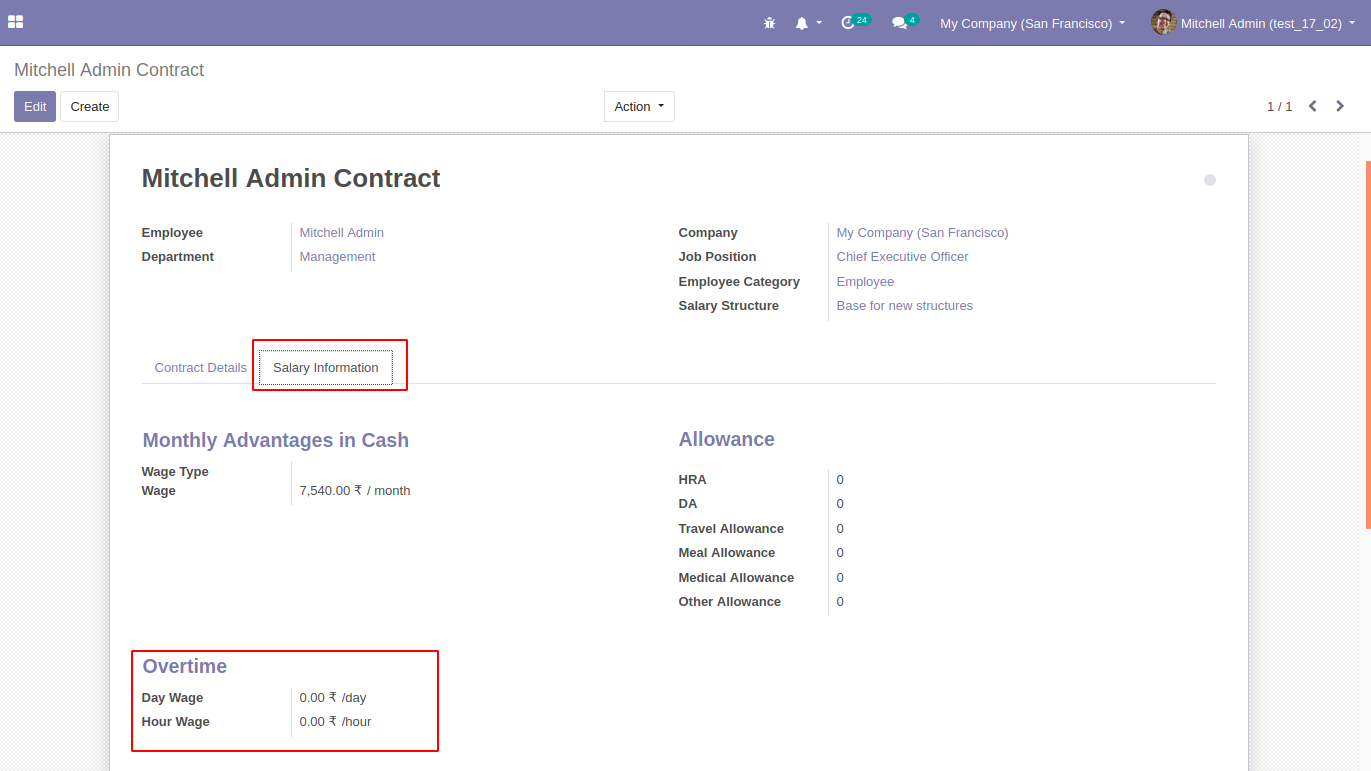 24
4
My Company (San Francisco)
Mitchell Admin (test_17_02)
Mitchell Admin Contract
Edit
Create
Action
1 / 1
Mitchell Admin Contract
Employee Mitchell Admin
Department Management
Company My Company (San Francisco)
Job Position Chief Executive Officer
Employee Category Employee
Salary Structure Base for new structures
Contract Details
Salary Information
Monthly Advantages in Cash
Wage Type
Wage 7,540.00 ₹ / month
Allowance
HRA 0
DA 0
Travel Allowance 0
Meal Allowance 0
Medical Allowance 0
Other Allowance 0
Overtime
Day Wage 0.00 ₹ /day
Hour Wage 0.00 ₹ /hour